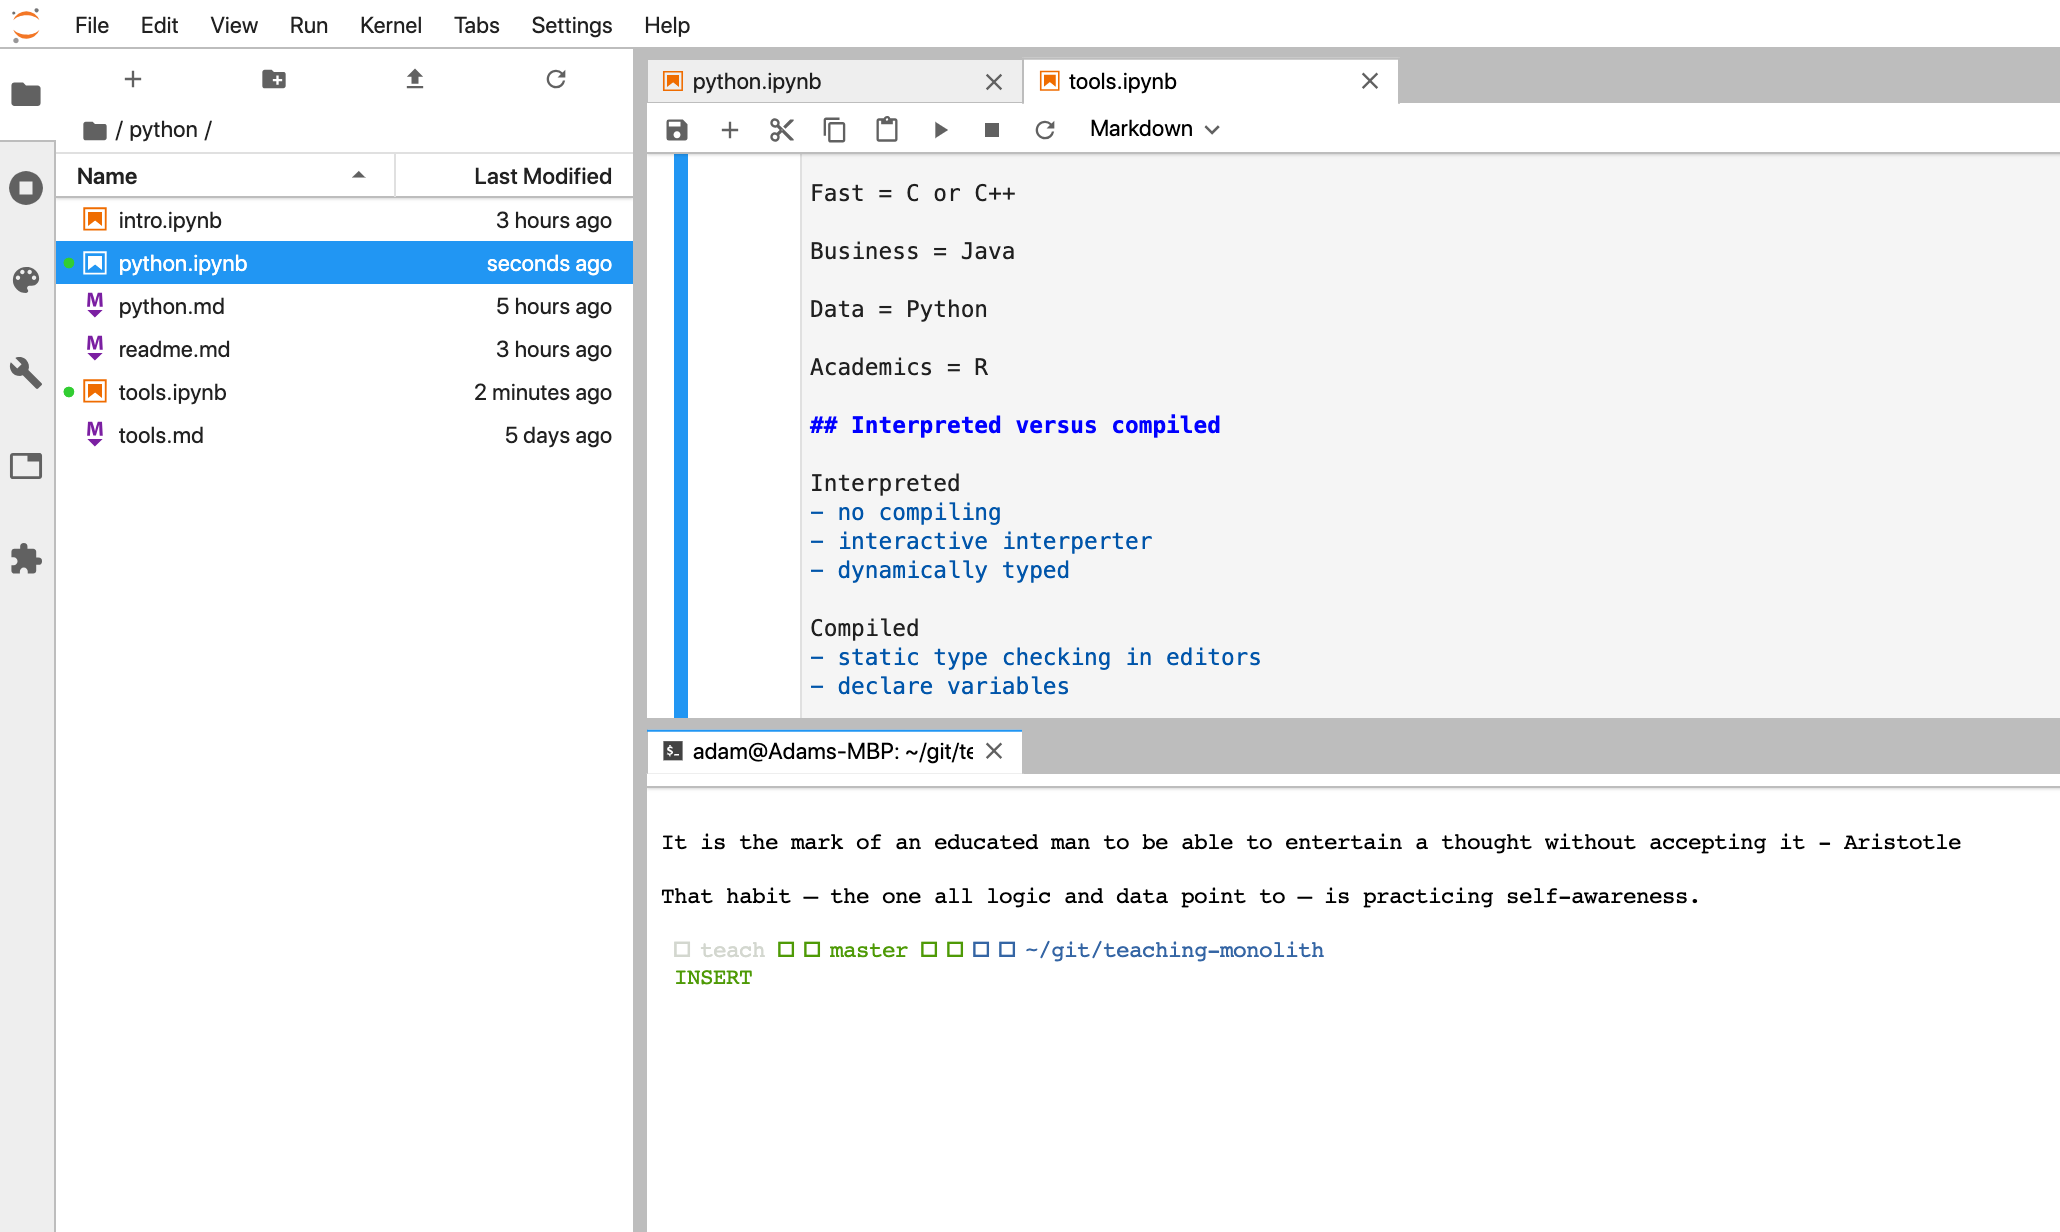 File Edit View Run Kernel Tabs Settings Help
/ python /
Name Last Modified
intro.ipynb 3 hours ago
python.ipynb seconds ago
M python.md 5 hours ago
M readme.md 3 hours ago
tools.ipynb 2 minutes ago
M tools.md 5 days ago
python.ipynb tools.ipynb
Markdown
Fast = C or C++
Business = Java
Data = Python
Academics = R
## Interpreted versus compiled
Interpreted
- no compiling
- interactive interperter
- dynamically typed
Compiled
- static type checking in editors
- declare variables
$_ adam@Adams-MBP: ~/git/te
It is the mark of an educated man to be able to entertain a thought without accepting it - Aristotle
That habit — the one all logic and data point to — is practicing self-awareness.
teach master ~/git/teaching-monolith
INSERT